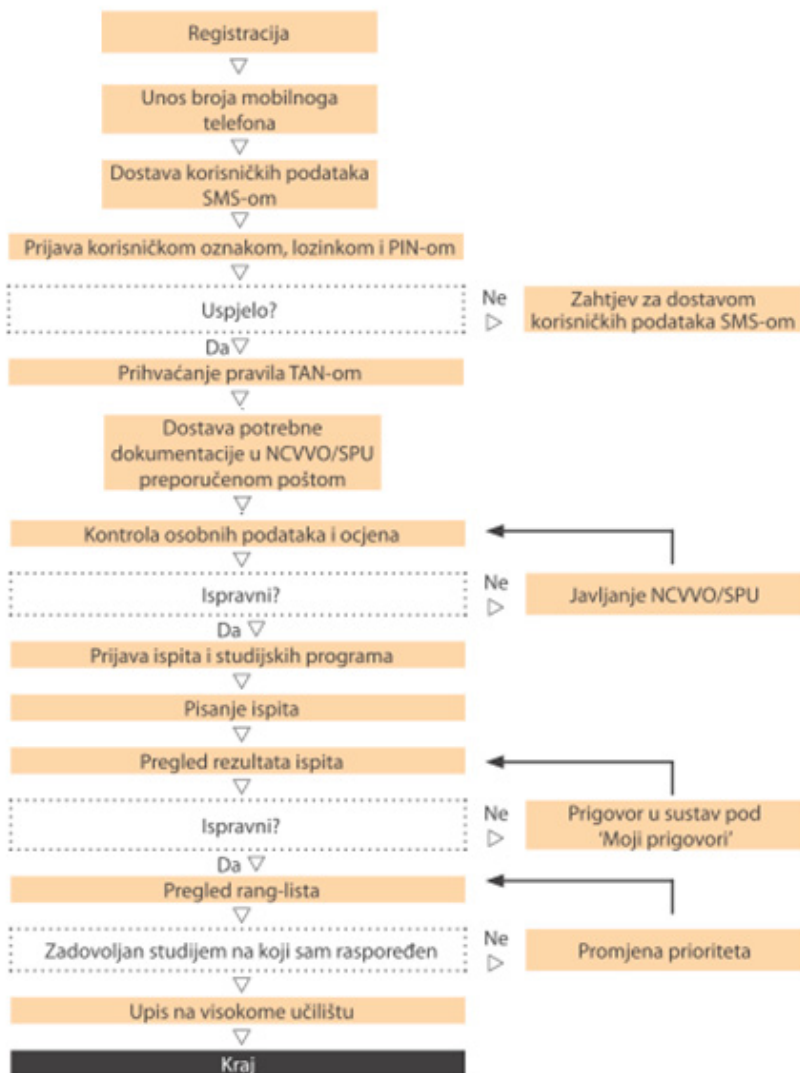 Registracija
Unos broja mobilnoga
telefona
Dostava korisničkih podataka
SMS-om
Prijava korisničkom oznakom, lozinkom i PIN-om
Uspjelo?
Ne
Zahtjev za dostavom
korisničkih podataka SMS-om
Da
Prihvaćanje pravila TAN-om
Dostava potrebne
dokumentacije u NCVVO/SPU
preporučenom poštom
Kontrola osobnih podataka i ocjena
Ispravni?
Ne
Javljanje NCVVO/SPU
Da
Prijava ispita i studijskih programa
Pisanje ispita
Pregled rezultata ispita
Ispravni?
Ne
Prigovor u sustav pod
‘Moji prigovori’
Da
Pregled rang-lista
Zadovoljan studijem na koji sam raspoređen
Ne
Promjena prioriteta
Upis na visokome učilištu
Kraj